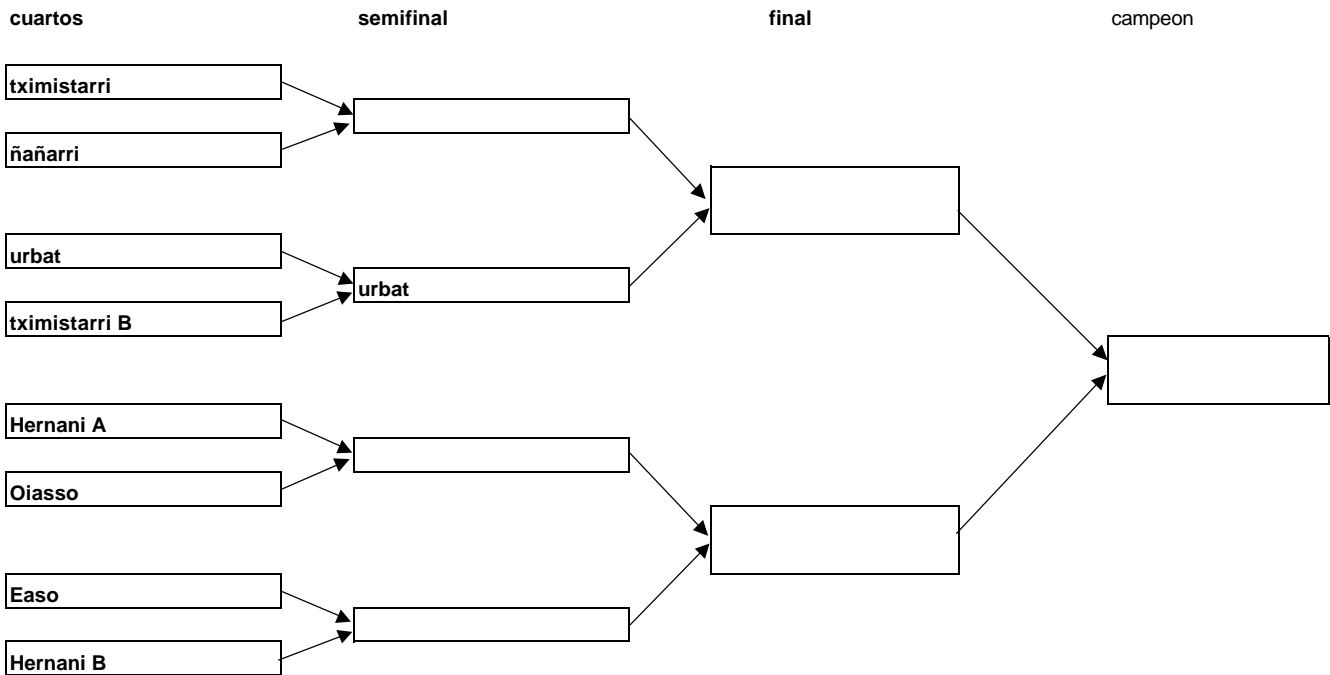 cuartos semifinal final campeon
tximistarri
ñañarri
urbat
urbat
tximistarri B
Hernani A
Oiasso
Easo
Hernani B